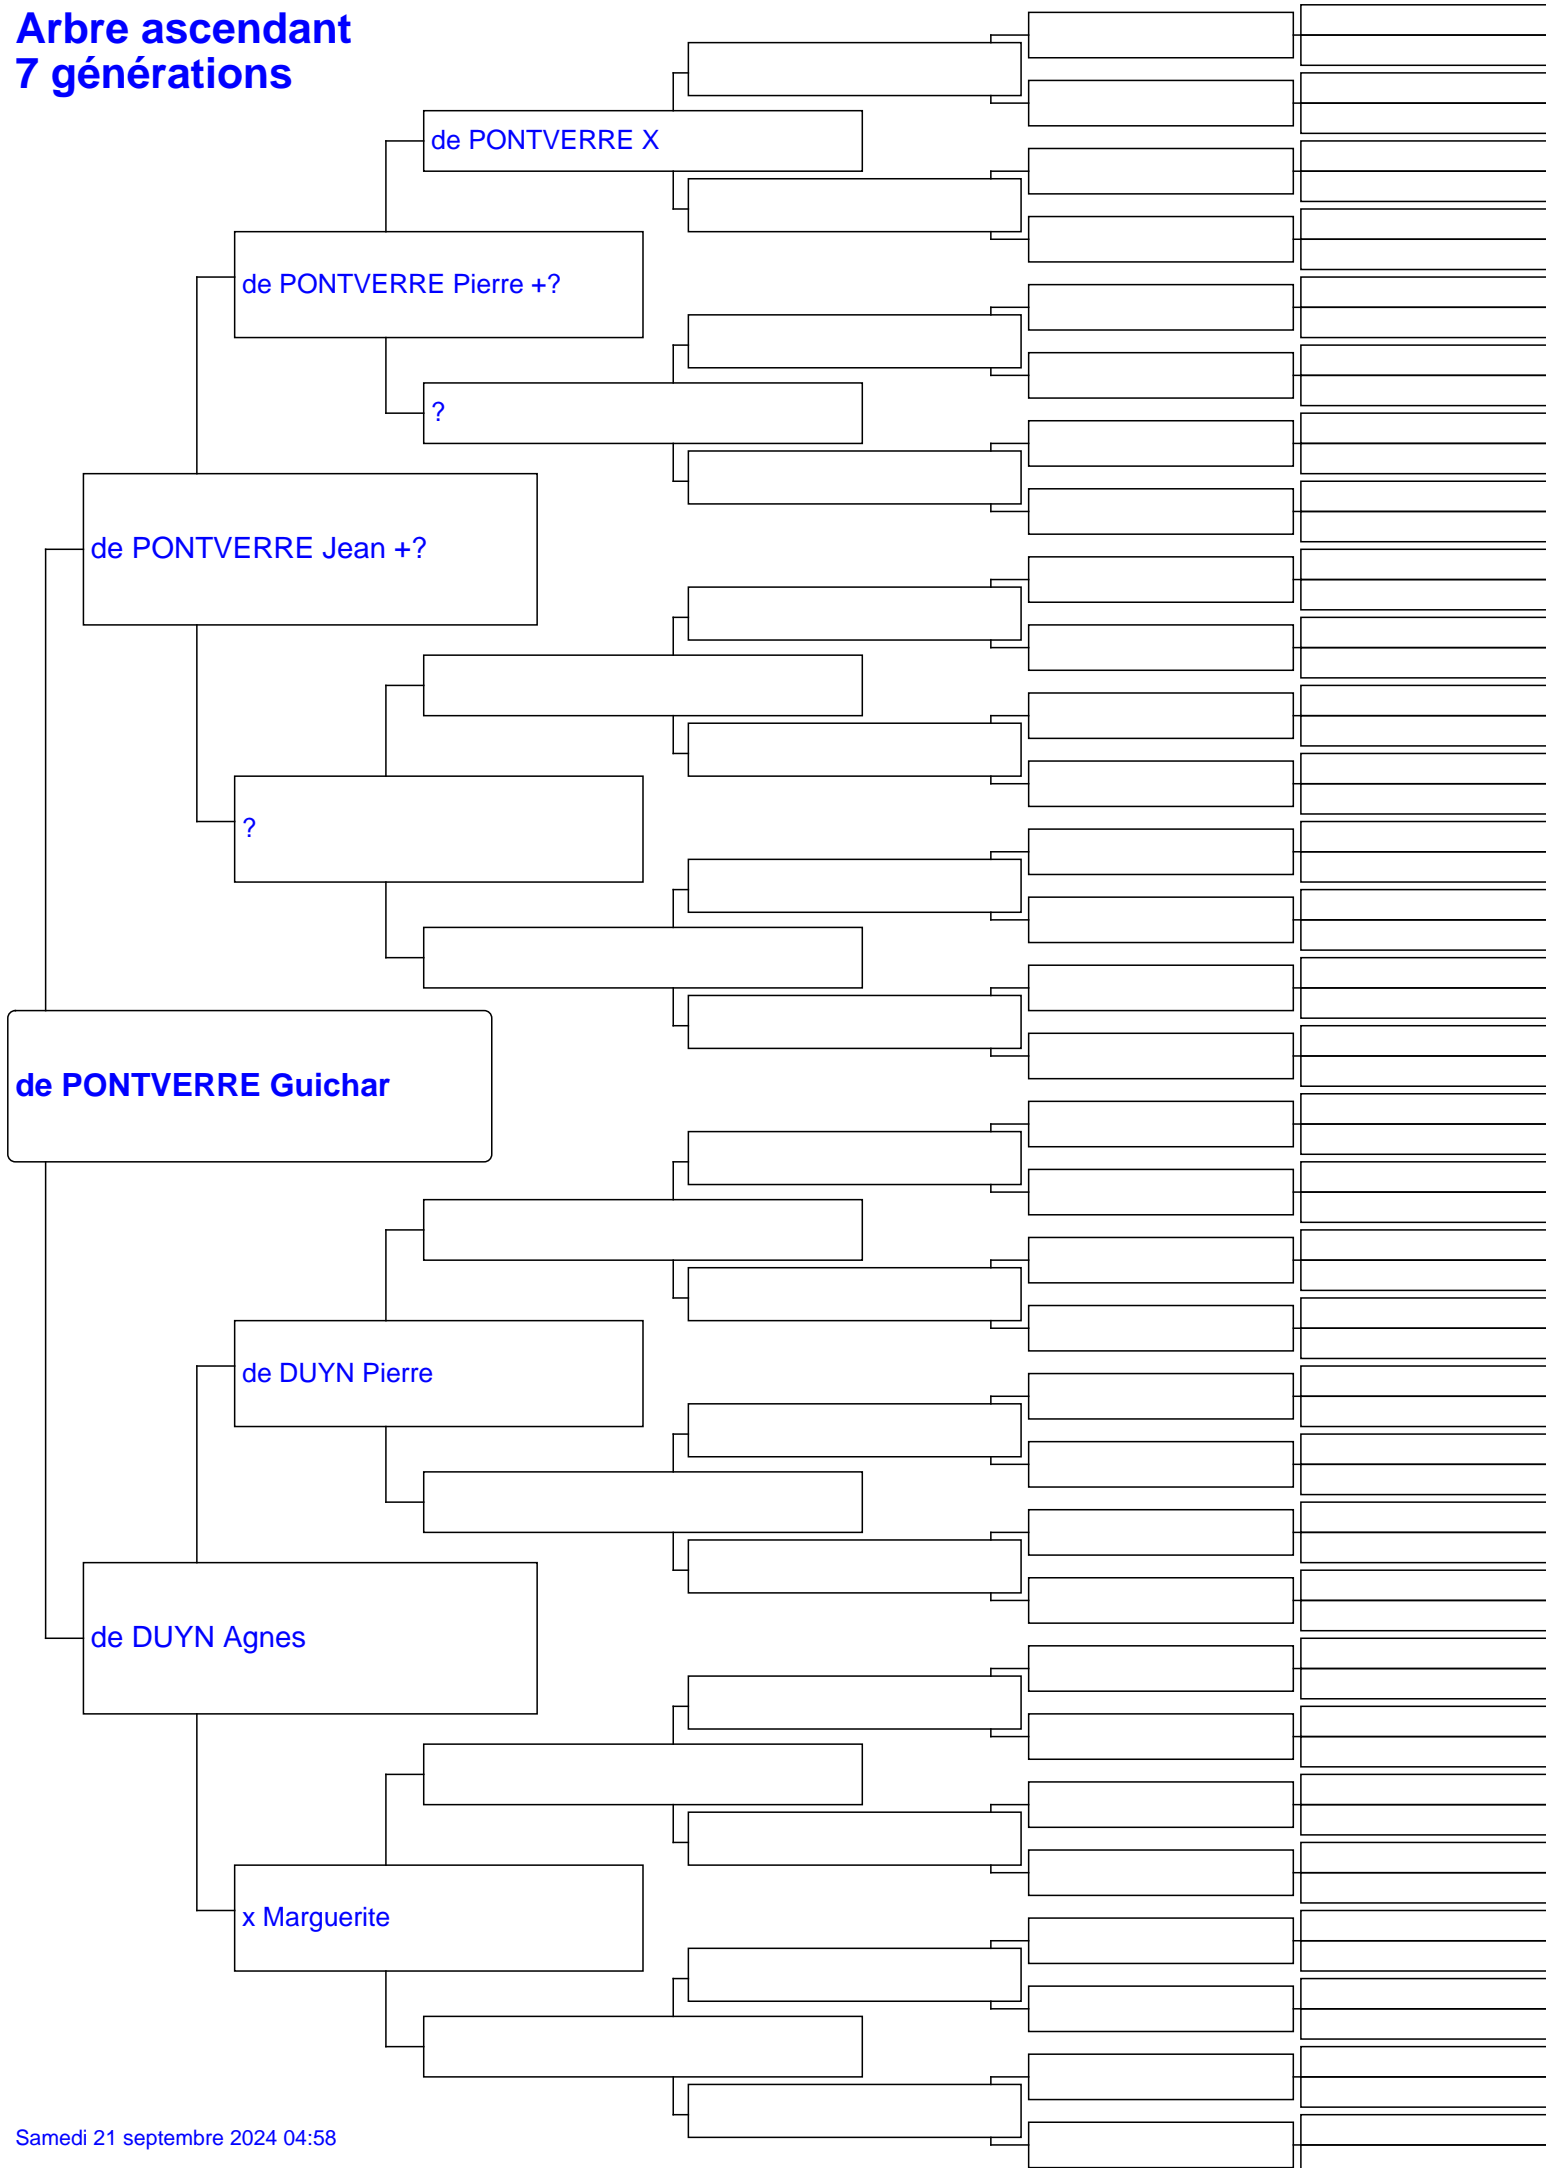 Arbre ascendant
7 générations
de PONTVERRE X
de PONTVERRE Pierre +?
?
de PONTVERRE Jean +?
?
de PONTVERRE Guichar
de DUYN Pierre
de DUYN Agnes
x Marguerite
Samedi 21 septembre 2024 04:58